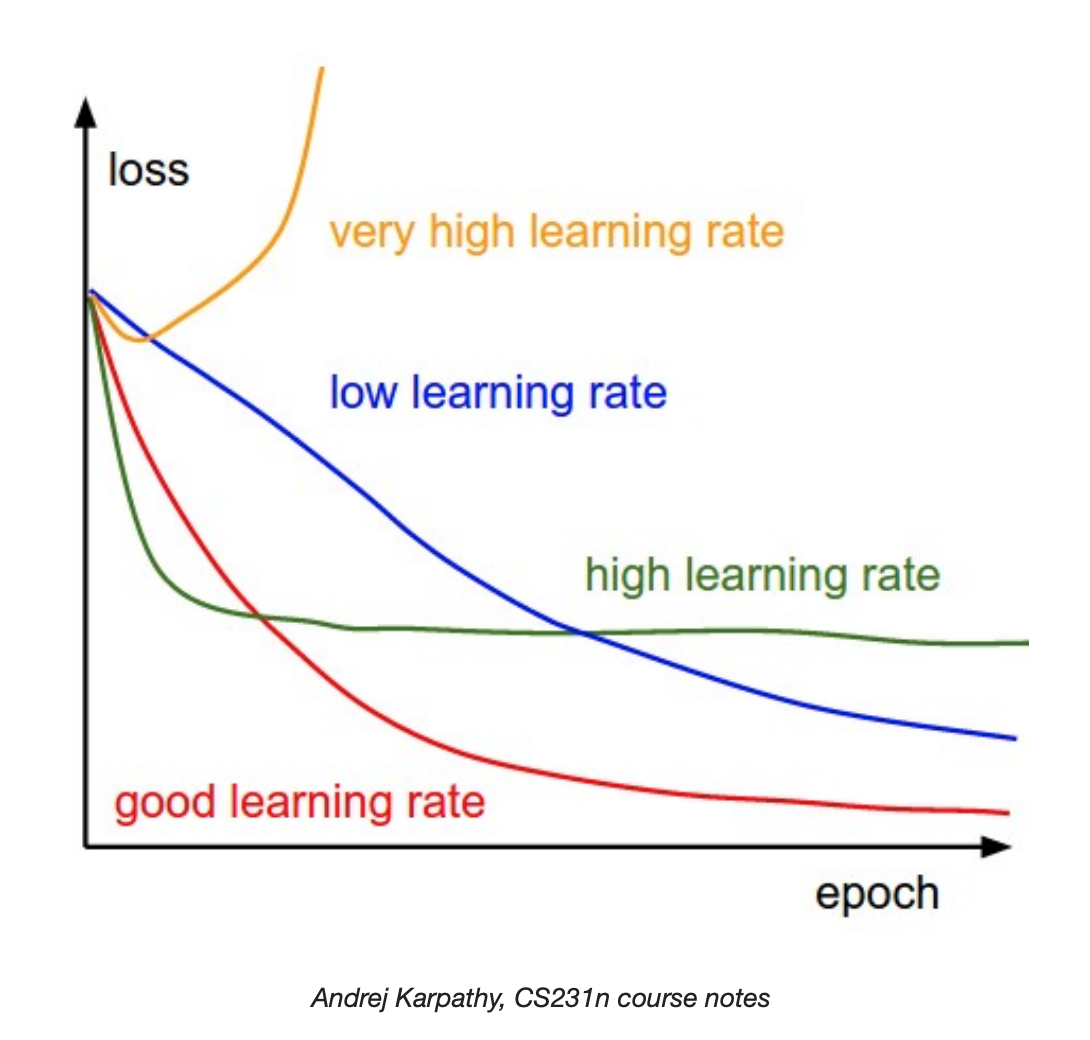 loss
very high learning rate
low learning rate
high learning rate
good learning rate
epoch
Andrej Karpathy, CS231n course notes